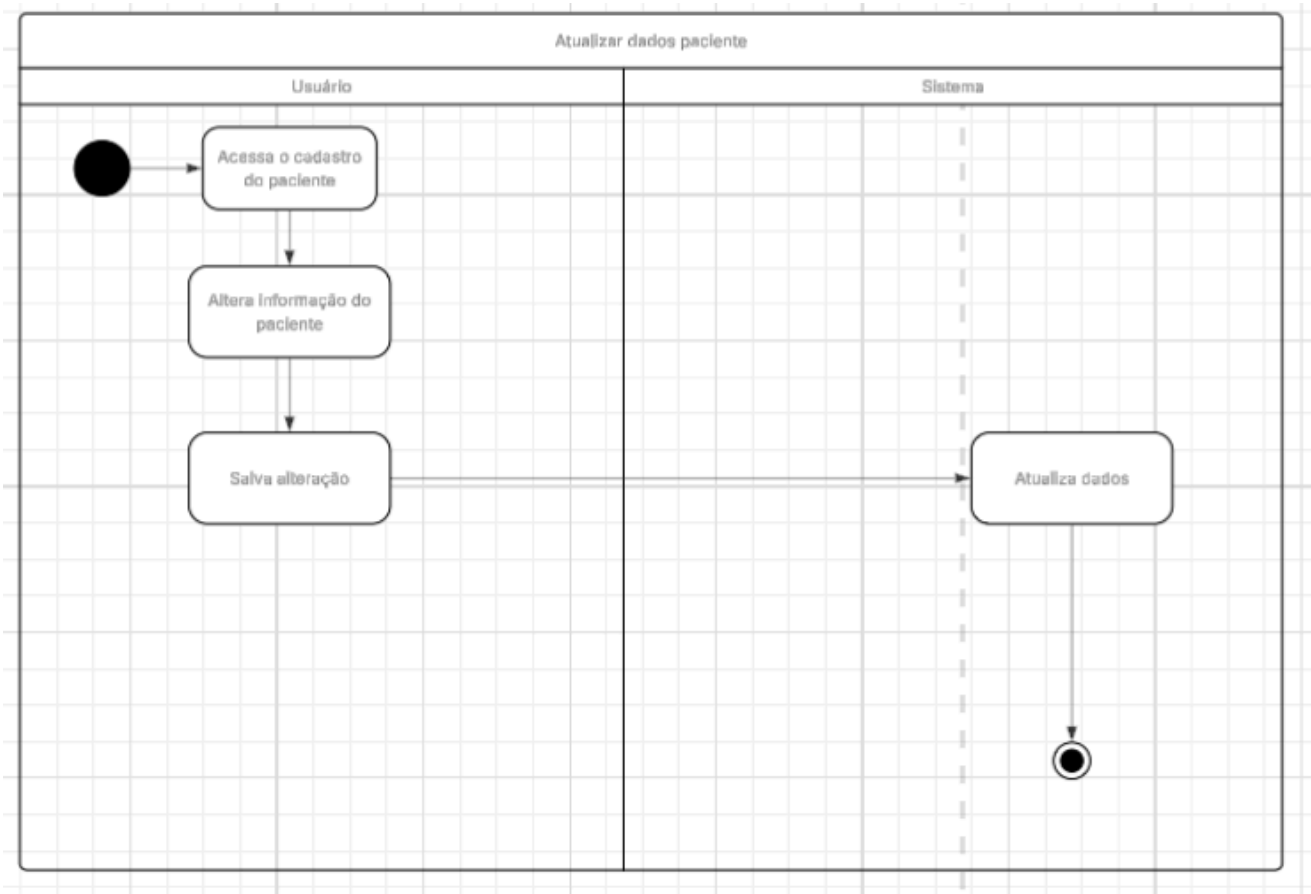 Atualizar dados paciente
Usuário
Sistema
Acessa o cadastro
do paciente
Altera informação do
paciente
Salva alteração
Atualiza dados